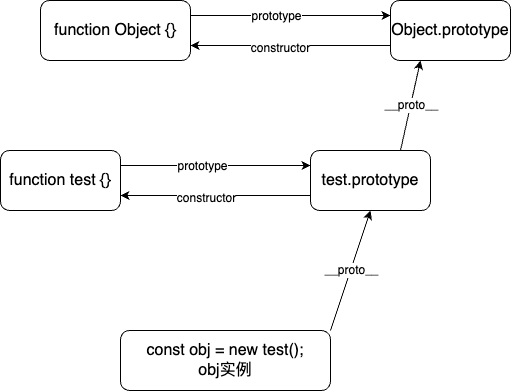 function Object {}
prototype
Object.prototype
constructor
__proto__
function test {}
prototype
test.prototype
constructor
__proto__
const obj = new test();
obj实例